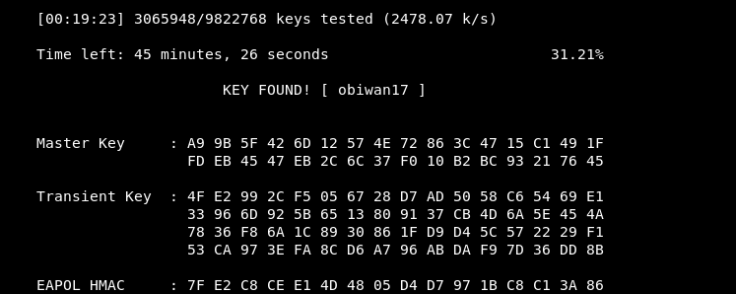 [00:19:23] 3065948/9822768 keys tested (2478.07 k/s)
Time left: 45 minutes, 26 seconds 31.21%
KEY FOUND! [ obiwan17 ]
Master Key : A9 9B 5F 42 6D 12 57 4E 72 86 3C 47 15 C1 49 1F
FD EB 45 47 EB 2C 6C 37 F0 10 B2 BC 93 21 76 45
Transient Key : 4F E2 99 2C F5 05 67 28 D7 AD 50 58 C6 54 69 E1
33 96 6D 92 5B 65 13 80 91 37 CB 4D 6A 5E 45 4A
78 36 F8 6A 1C 89 30 86 1F D9 D4 5C 57 22 29 F1
53 CA 97 3E FA 8C D6 A7 96 AB DA F9 7D 36 DD 8B
EAPOL HMAC : 7F E2 C8 CE E1 4D 48 05 D4 D7 97 1B C8 C1 3A 86